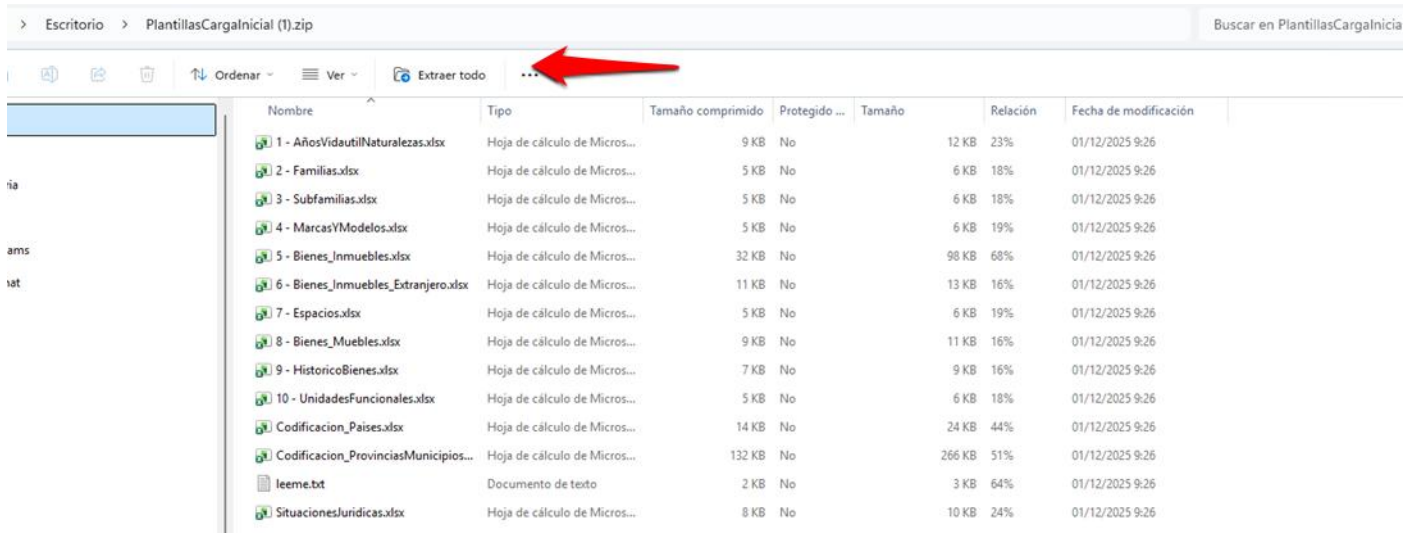 > Escritorio > PlantillasCargaInicial (1).zip Buscar en PlantillasCargaInicia
Ordenar Ver Extraer todo ...
Nombre Tipo Tamaño comprimido Protegido ... Tamaño Relación Fecha de modificación
1 - AñosVidautilNaturalezas.xlsx Hoja de cálculo de Micros... 9 KB No 12 KB 23% 01/12/2025 9:26
2 - Familias.xlsx Hoja de cálculo de Micros... 5 KB No 6 KB 18% 01/12/2025 9:26
ria
3 - Subfamilias.xlsx Hoja de cálculo de Micros... 5 KB No 6 KB 18% 01/12/2025 9:26
4 - MarcasYModelos.xlsx Hoja de cálculo de Micros... 5 KB No 6 KB 19% 01/12/2025 9:26
ams
5 - Bienes_Inmuebles.xlsx Hoja de cálculo de Micros... 32 KB No 98 KB 68% 01/12/2025 9:26
nat
6 - Bienes_Inmuebles_Extranjero.xlsx Hoja de cálculo de Micros... 11 KB No 13 KB 16% 01/12/2025 9:26
7 - Espacios.xlsx Hoja de cálculo de Micros... 5 KB No 6 KB 19% 01/12/2025 9:26
8 - Bienes_Muebles.xlsx Hoja de cálculo de Micros... 9 KB No 11 KB 16% 01/12/2025 9:26
9 - HistoricoBienes.xlsx Hoja de cálculo de Micros... 7 KB No 9 KB 16% 01/12/2025 9:26
10 - UnidadesFuncionales.xlsx Hoja de cálculo de Micros... 5 KB No 6 KB 18% 01/12/2025 9:26
Codificacion_Paises.xlsx Hoja de cálculo de Micros... 14 KB No 24 KB 44% 01/12/2025 9:26
Codificacion_ProvinciasMunicipios... Hoja de cálculo de Micros... 132 KB No 266 KB 51% 01/12/2025 9:26
leeme.txt Documento de texto 2 KB No 3 KB 64% 01/12/2025 9:26
SituacionesJuridicas.xlsx Hoja de cálculo de Micros... 8 KB No 10 KB 24% 01/12/2025 9:26